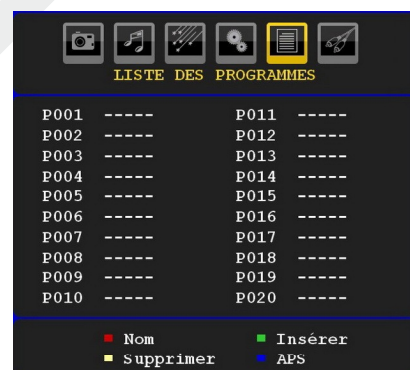 LISTE DES PROGRAMMES
P001 ----- P011 -----
P002 ----- P012 -----
P003 ----- P013 -----
P004 ----- P014 -----
P005 ----- P015 -----
P006 ----- P016 -----
P007 ----- P017 -----
P008 ----- P018 -----
P009 ----- P019 -----
P010 ----- P020 -----
Nom Insérer
Supprimer APS